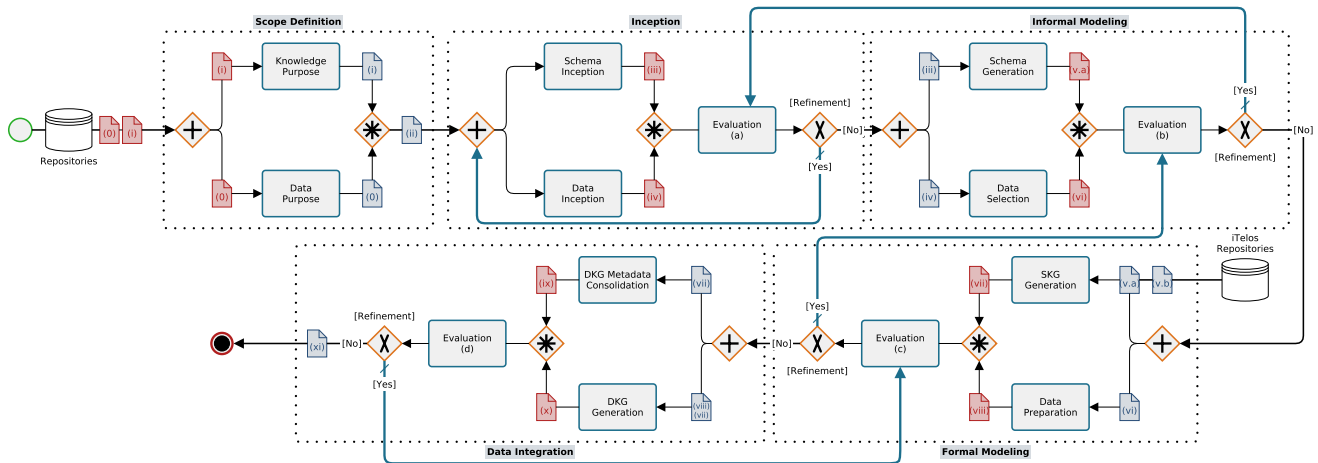 Scope Definition
Inception
Informal Modeling
Repositories
(0)
(i)
(i)
Knowledge
Purpose
(i)
(0)
Data
Purpose
(0)
(ii)
Schema
Inception
(iii)
Data
Inception
(iv)
Evaluation
(a)
[Refinement]
[No]
[Yes]
(iii)
Schema
Generation
(v.a)
(iv)
Data
Selection
(vi)
Evaluation
(b)
[Yes]
[Refinement]
[No]
iTelos
Repositories
(v.b)
(v.a)
SKG
Generation
(vii)
(vi)
Data
Preparation
(viii)
Evaluation
(c)
[Yes]
[Refinement]
[No]
(vii)
DKG Metadata
Consolidation
(ix)
(viii)
(vii)
DKG
Generation
(x)
Evaluation
(d)
[Refinement]
[No]
[Yes]
(xi)
Data Integration
Formal Modeling